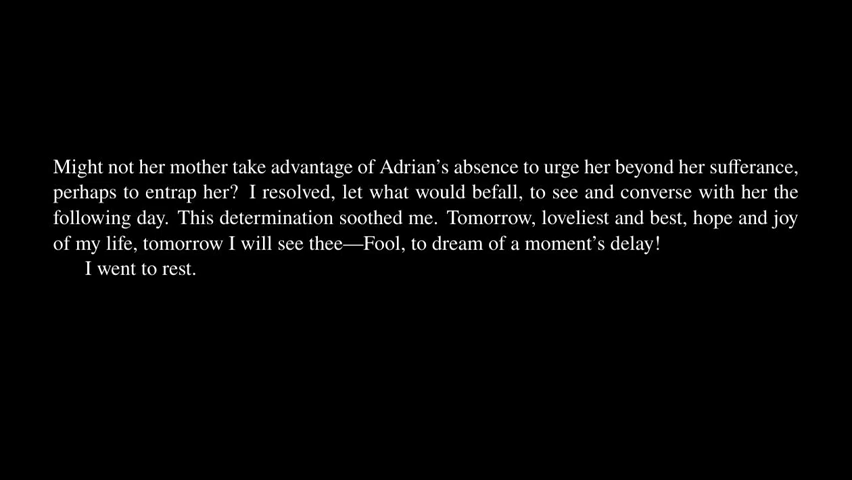 Might not her mother take advantage of Adrian’s absence to urge her beyond her sufferance,
perhaps to entrap her? I resolved, let what would befall, to see and converse with her the
following day. This determination soothed me. Tomorrow, loveliest and best, hope and joy
of my life, tomorrow I will see thee—Fool, to dream of a moment’s delay!
I went to rest.